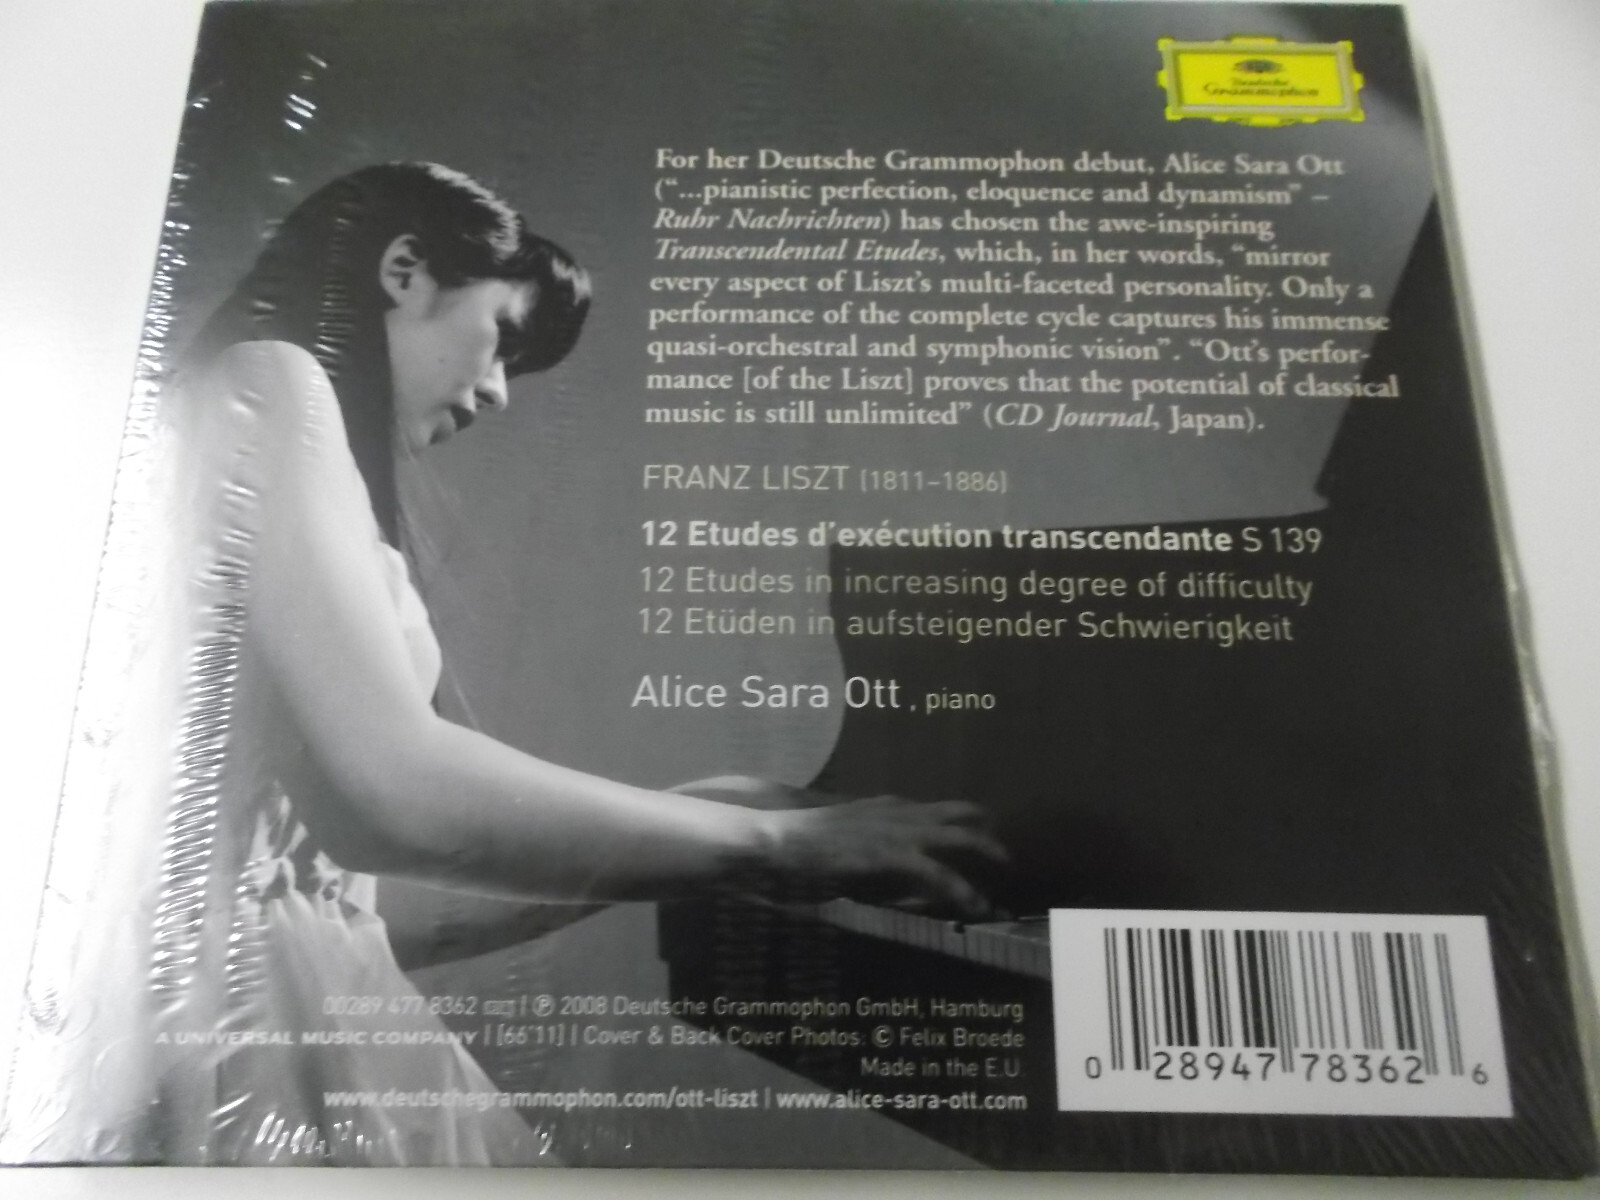 Deutsche
Grammophon
For her Deutsche Grammophon debut, Alice Sara Ott
(“...pianistic perfection, eloquence and dynamism” –
Ruhr Nachrichten) has chosen the awe-inspiring
Transcendental Etudes, which, in her words, “mirror
every aspect of Liszt’s multi-faceted personality. Only a
performance of the complete cycle captures his immense
quasi-orchestral and symphonic vision”. “Ott’s perfor-
mance [of the Liszt] proves that the potential of classical
music is still unlimited” (CD Journal, Japan).
FRANZ LISZT (1811–1886)
12 Etudes d’exécution transcendante S 139
12 Etudes in increasing degree of difficulty
12 Etüden in aufsteigender Schwierigkeit
Alice Sara Ott, piano
00289 477 8362 | ℗ 2008 Deutsche Grammophon GmbH, Hamburg
A UNIVERSAL MUSIC COMPANY | [66'11] | Cover & Back Cover Photos: © Felix Broede
Made in the E.U.
www.deutschegrammophon.com/ott-liszt | www.alice-sara-ott.com
0 28947 78362 6